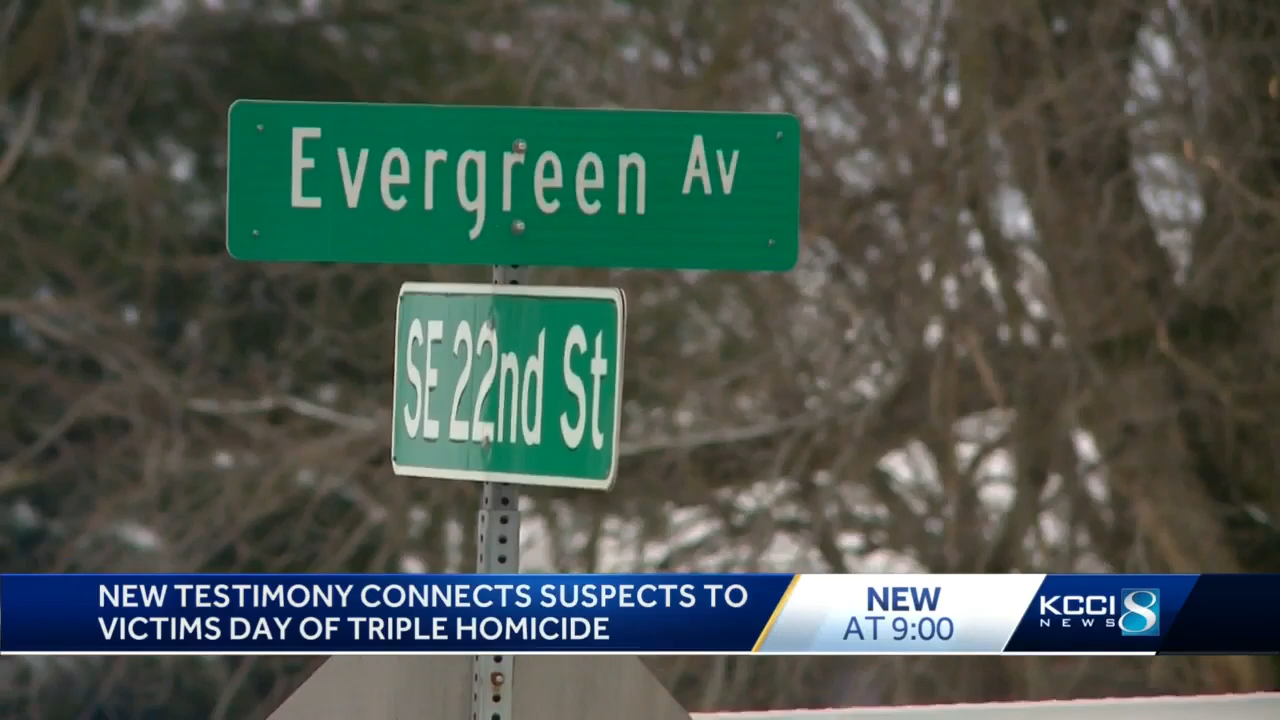 Evergreen Av
SE 22nd St
NEW TESTIMONY CONNECTS SUSPECTS TO
VICTIMS DAY OF TRIPLE HOMICIDE
NEW
AT 9:00
KCCI 8
NEWS